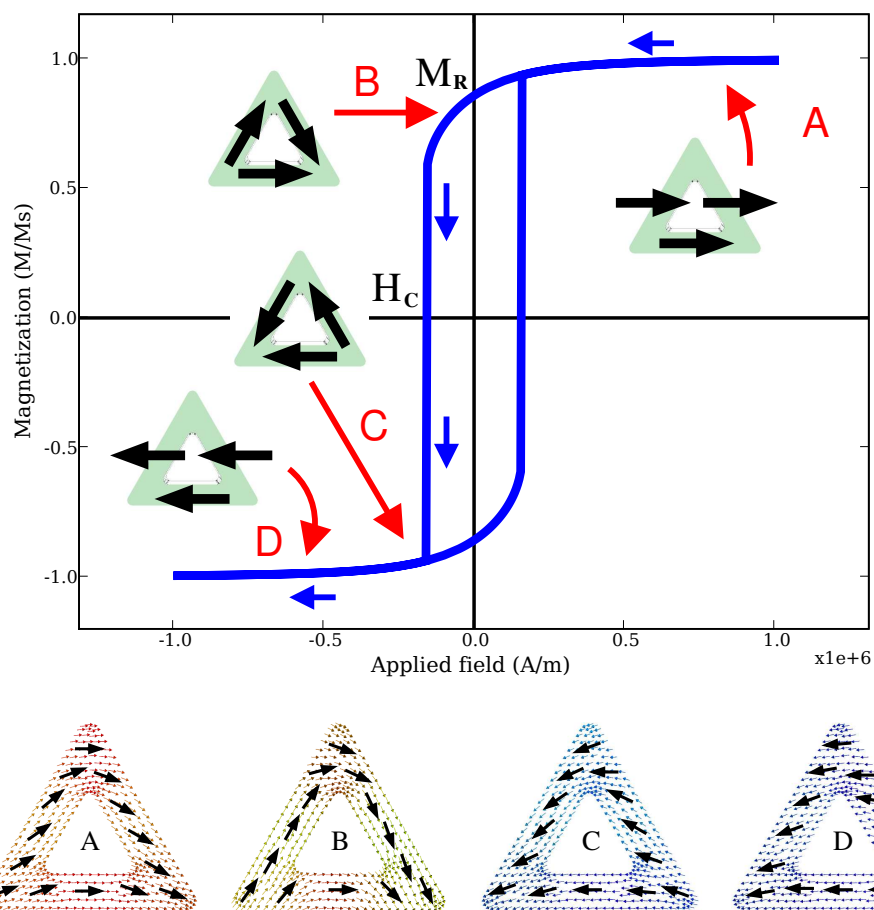 1.0
M_R
B
A
0.5
Magnetization (M/Ms)
H_C
0.0
C
-0.5
D
-1.0
-1.0 -0.5 0.0 0.5 1.0
Applied field (A/m)
x1e+6
A B C D